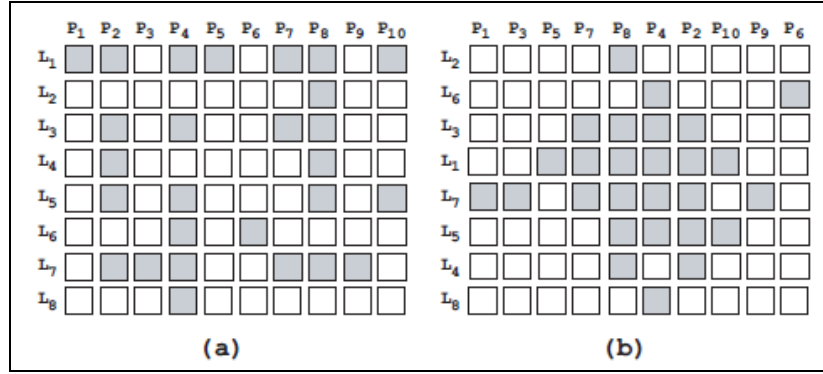 P1 P2 P3 P4 P5 P6 P7 P8 P9 P10
L1
L2
L3
L4
L5
L6
L7
L8
(a)
P1 P3 P5 P7 P8 P4 P2 P10 P9 P6
L2
L6
L3
L1
L7
L5
L4
L8
(b)